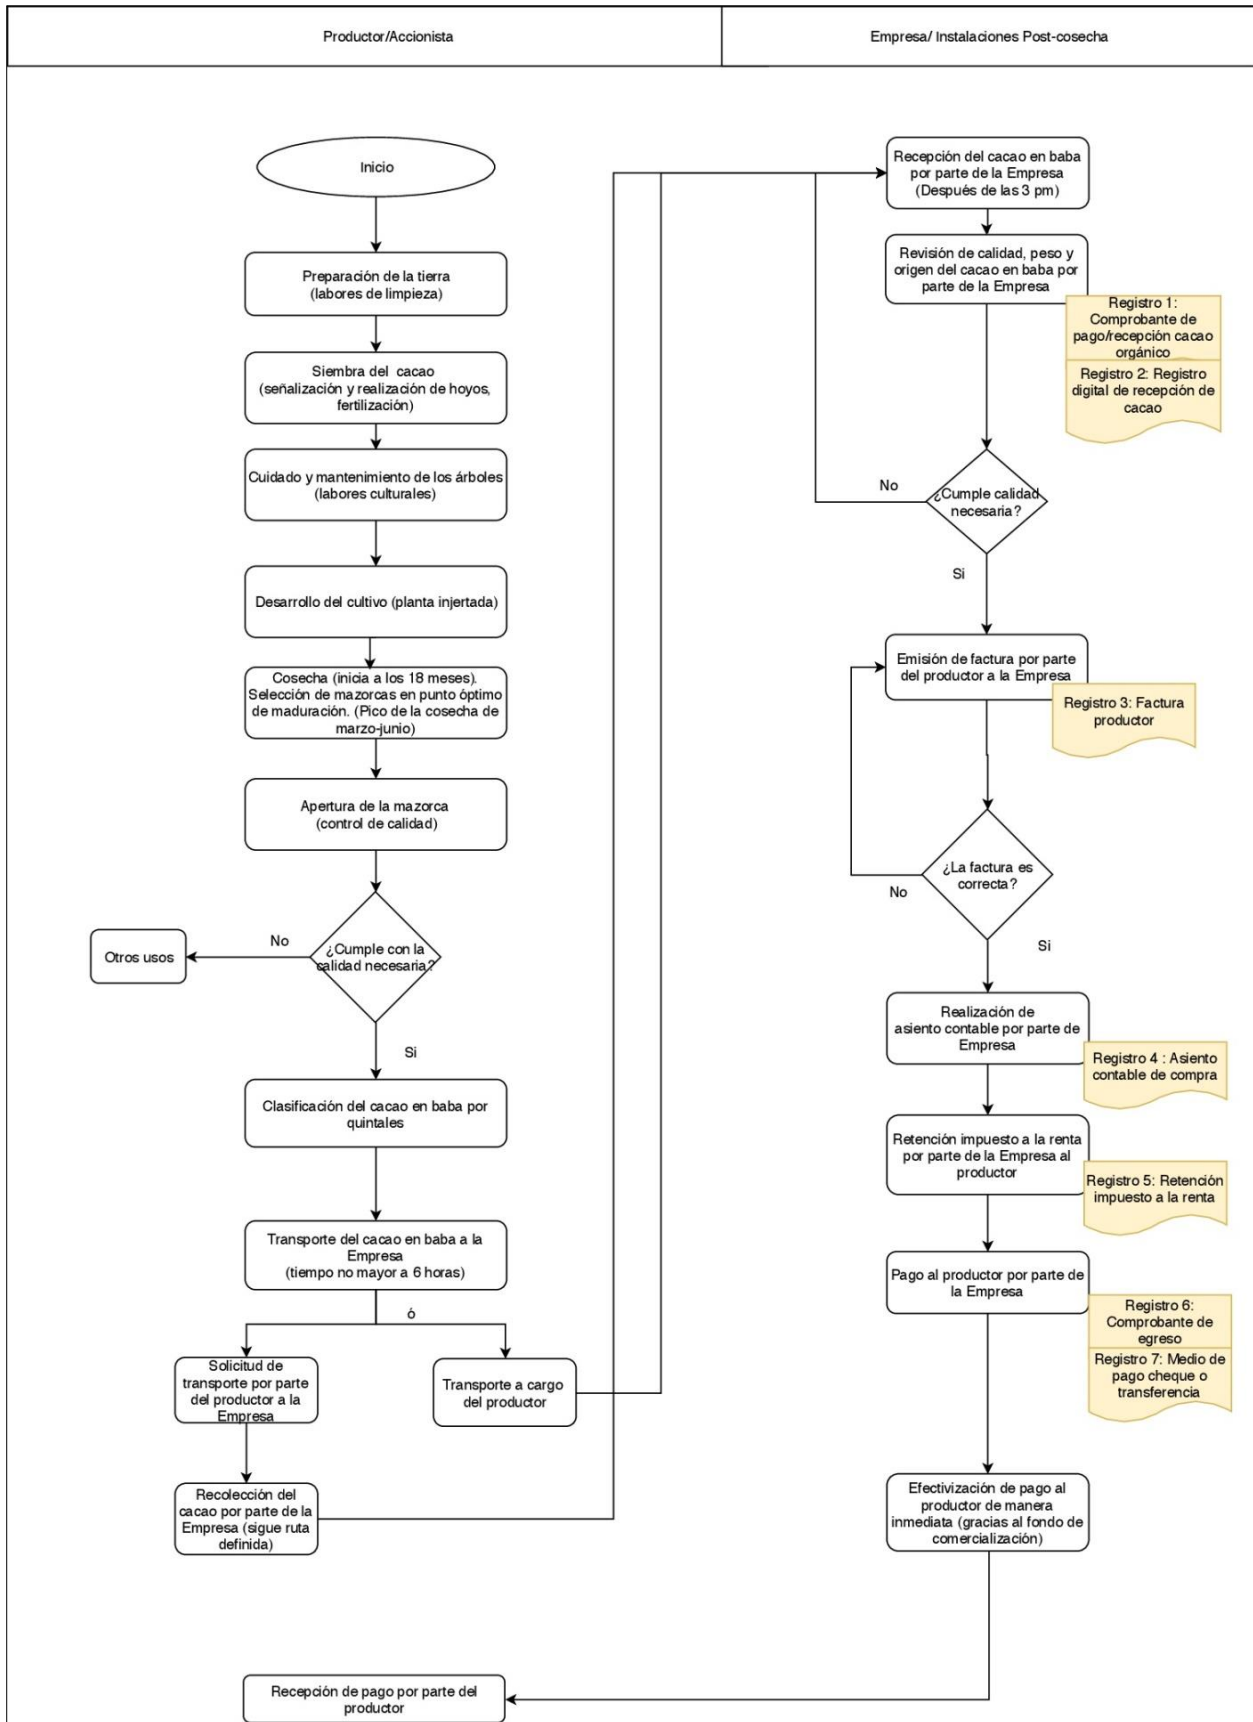 Productor/Accionista
Empresa/ Instalaciones Post-cosecha
Inicio
Preparación de la tierra
(labores de limpieza)
Siembra del cacao
(señalización y realización de hoyos,
fertilización)
Cuidado y mantenimiento de los árboles
(labores culturales)
Desarrollo del cultivo (planta injertada)
Cosecha (inicia a los 18 meses).
Selección de mazorcas en punto óptimo
de maduración. (Pico de la cosecha de
marzo-junio)
Apertura de la mazorca
(control de calidad)
¿Cumple con la
calidad necesaria?
No
Otros usos
Si
Clasificación del cacao en baba por
quintales
Transporte del cacao en baba a la
Empresa
(tiempo no mayor a 6 horas)
ó
Solicitud de
transporte por parte
del productor a la
Empresa
Transporte a cargo
del productor
Recolección del
cacao por parte de la
Empresa (sigue ruta
definida)
Recepción del cacao en baba
por parte de la Empresa
(Después de las 3 pm)
Revisión de calidad, peso y
origen del cacao en baba por
parte de la Empresa
Registro 1:
Comprobante de
pago/recepción cacao
orgánico
Registro 2: Registro
digital de recepción de
cacao
¿Cumple calidad
necesaria?
No
Si
Emisión de factura por parte
del productor a la Empresa
Registro 3: Factura
productor
¿La factura es
correcta?
No
Si
Realización de
asiento contable por parte de
Empresa
Registro 4 : Asiento
contable de compra
Retención impuesto a la renta
por parte de la Empresa al
productor
Registro 5: Retención
impuesto a la renta
Pago al productor por parte de
la Empresa
Registro 6:
Comprobante de
egreso
Registro 7: Medio de
pago cheque o
transferencia
Efectivización de pago al
productor de manera
inmediata (gracias al fondo de
comercialización)
Recepción de pago por parte del
productor